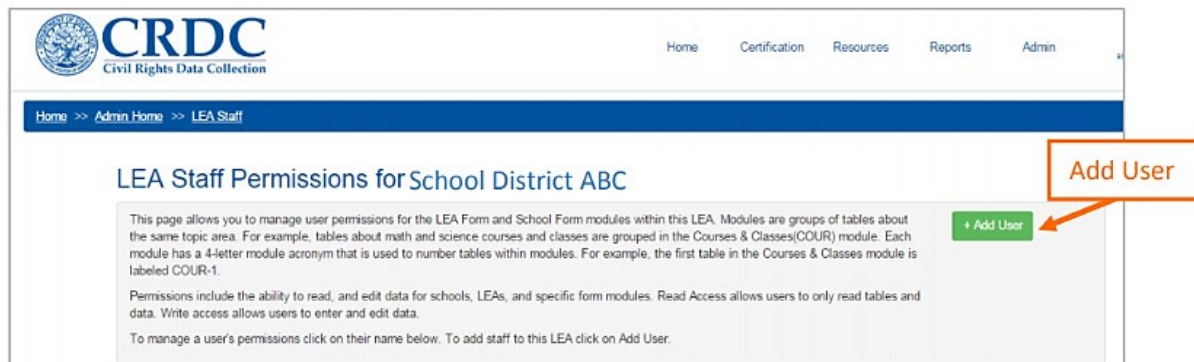 CRDC
Civil Rights Data Collection
Home Certification Resources Reports Admin
Home >> Admin Home >> LEA Staff
LEA Staff Permissions for School District ABC
Add User
This page allows you to manage user permissions for the LEA Form and School Form modules within this LEA. Modules are groups of tables about
the same topic area. For example, tables about math and science courses and classes are grouped in the Courses & Classes(COUR) module. Each
module has a 4-letter module acronym that is used to number tables within modules. For example, the first table in the Courses & Classes module is
labeled COUR-1.
+ Add User
Permissions include the ability to read, and edit data for schools, LEAs, and specific form modules. Read Access allows users to only read tables and
data. Write access allows users to enter and edit data.
To manage a user's permissions click on their name below. To add staff to this LEA click on Add User.